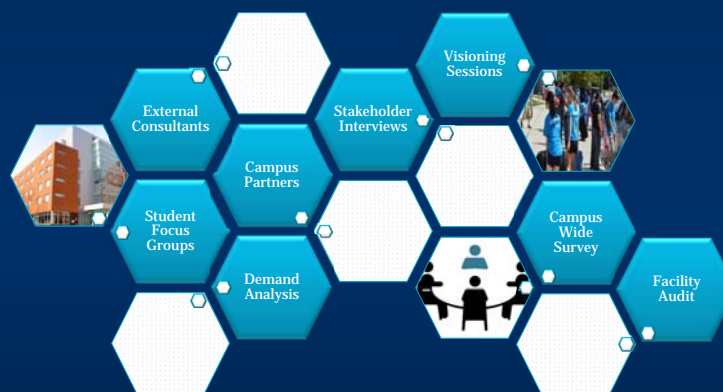 Visioning
Sessions
External
Consultants
Stakeholder
Interviews
Campus
Partners
Student
Focus
Groups
Campus
Wide
Survey
Demand
Analysis
Facility
Audit